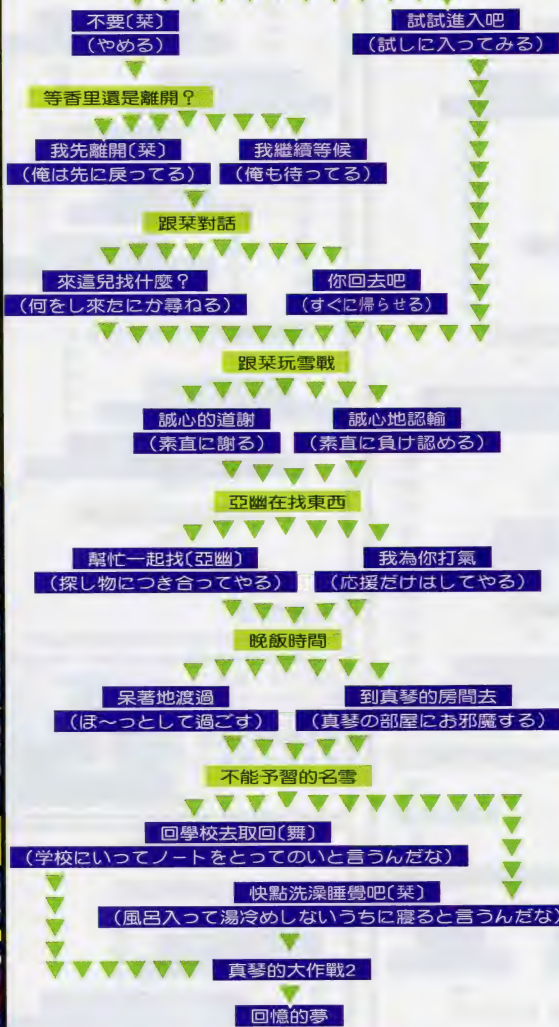 不要〔栞〕
(やめる)
試試進入吧
(試しに入ってみる)
等香里還是離開？
我先離開〔栞〕
(俺は先に戻ってる)
我繼續等候
(俺も待ってる)
跟栞對話
來這兒找什麼？
(何をし來たにか尋ねる)
你回去吧
(すぐに帰らせる)
跟栞玩雪戰
誠心的道謝
(素直に謝る)
誠心地認輸
(素直に負け認める)
亞幽在找東西
幫忙一起找〔亞幽〕
(探し物につき合ってやる)
我為你打氣
(応援だけはしてやる)
晚飯時間
呆著地渡過
(ぼ～っとして過ごす)
到真琴的房間去
(真琴の部屋にお邪魔する)
不能予習的名雪
回學校去取回〔舞〕
(学校にいってノートをとってのいと言うんだな)
快點洗澡睡覺吧〔栞〕
(風呂入って湯冷めしないうちに寝ると言うんだな)
真琴的大作戰2
回憶的夢